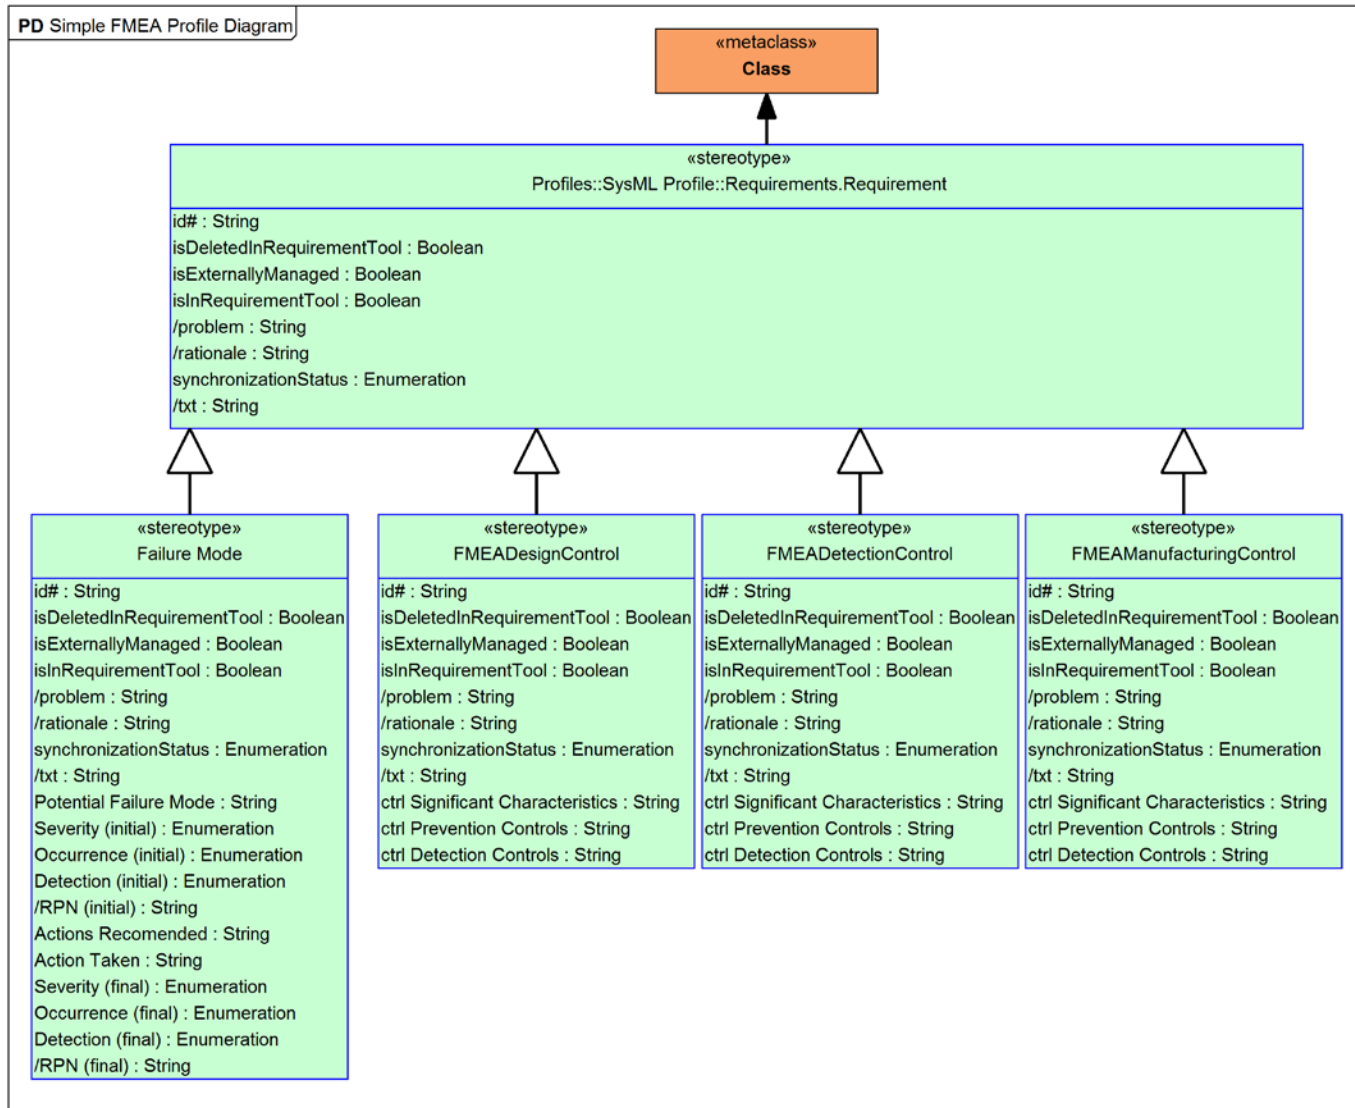 PD Simple FMEA Profile Diagram
«metaclass»
Class
«stereotype»
Profiles::SysML Profile::Requirements.Requirement
id# : String
isDeletedInRequirementTool : Boolean
isExternallyManaged : Boolean
isInRequirementTool : Boolean
/problem : String
/rationale : String
synchronizationStatus : Enumeration
/txt : String
«stereotype»
Failure Mode
id# : String
isDeletedInRequirementTool : Boolean
isExternallyManaged : Boolean
isInRequirementTool : Boolean
/problem : String
/rationale : String
synchronizationStatus : Enumeration
/txt : String
Potential Failure Mode : String
Severity (initial) : Enumeration
Occurrence (initial) : Enumeration
Detection (initial) : Enumeration
/RPN (initial) : String
Actions Recomended : String
Action Taken : String
Severity (final) : Enumeration
Occurrence (final) : Enumeration
Detection (final) : Enumeration
/RPN (final) : String
«stereotype»
FMEADesignControl
id# : String
isDeletedInRequirementTool : Boolean
isExternallyManaged : Boolean
isInRequirementTool : Boolean
/problem : String
/rationale : String
synchronizationStatus : Enumeration
/txt : String
ctrl Significant Characteristics : String
ctrl Prevention Controls : String
ctrl Detection Controls : String
«stereotype»
FMEADetectionControl
id# : String
isDeletedInRequirementTool : Boolean
isExternallyManaged : Boolean
isInRequirementTool : Boolean
/problem : String
/rationale : String
synchronizationStatus : Enumeration
/txt : String
ctrl Significant Characteristics : String
ctrl Prevention Controls : String
ctrl Detection Controls : String
«stereotype»
FMEAManufacturingControl
id# : String
isDeletedInRequirementTool : Boolean
isExternallyManaged : Boolean
isInRequirementTool : Boolean
/problem : String
/rationale : String
synchronizationStatus : Enumeration
/txt : String
ctrl Significant Characteristics : String
ctrl Prevention Controls : String
ctrl Detection Controls : String